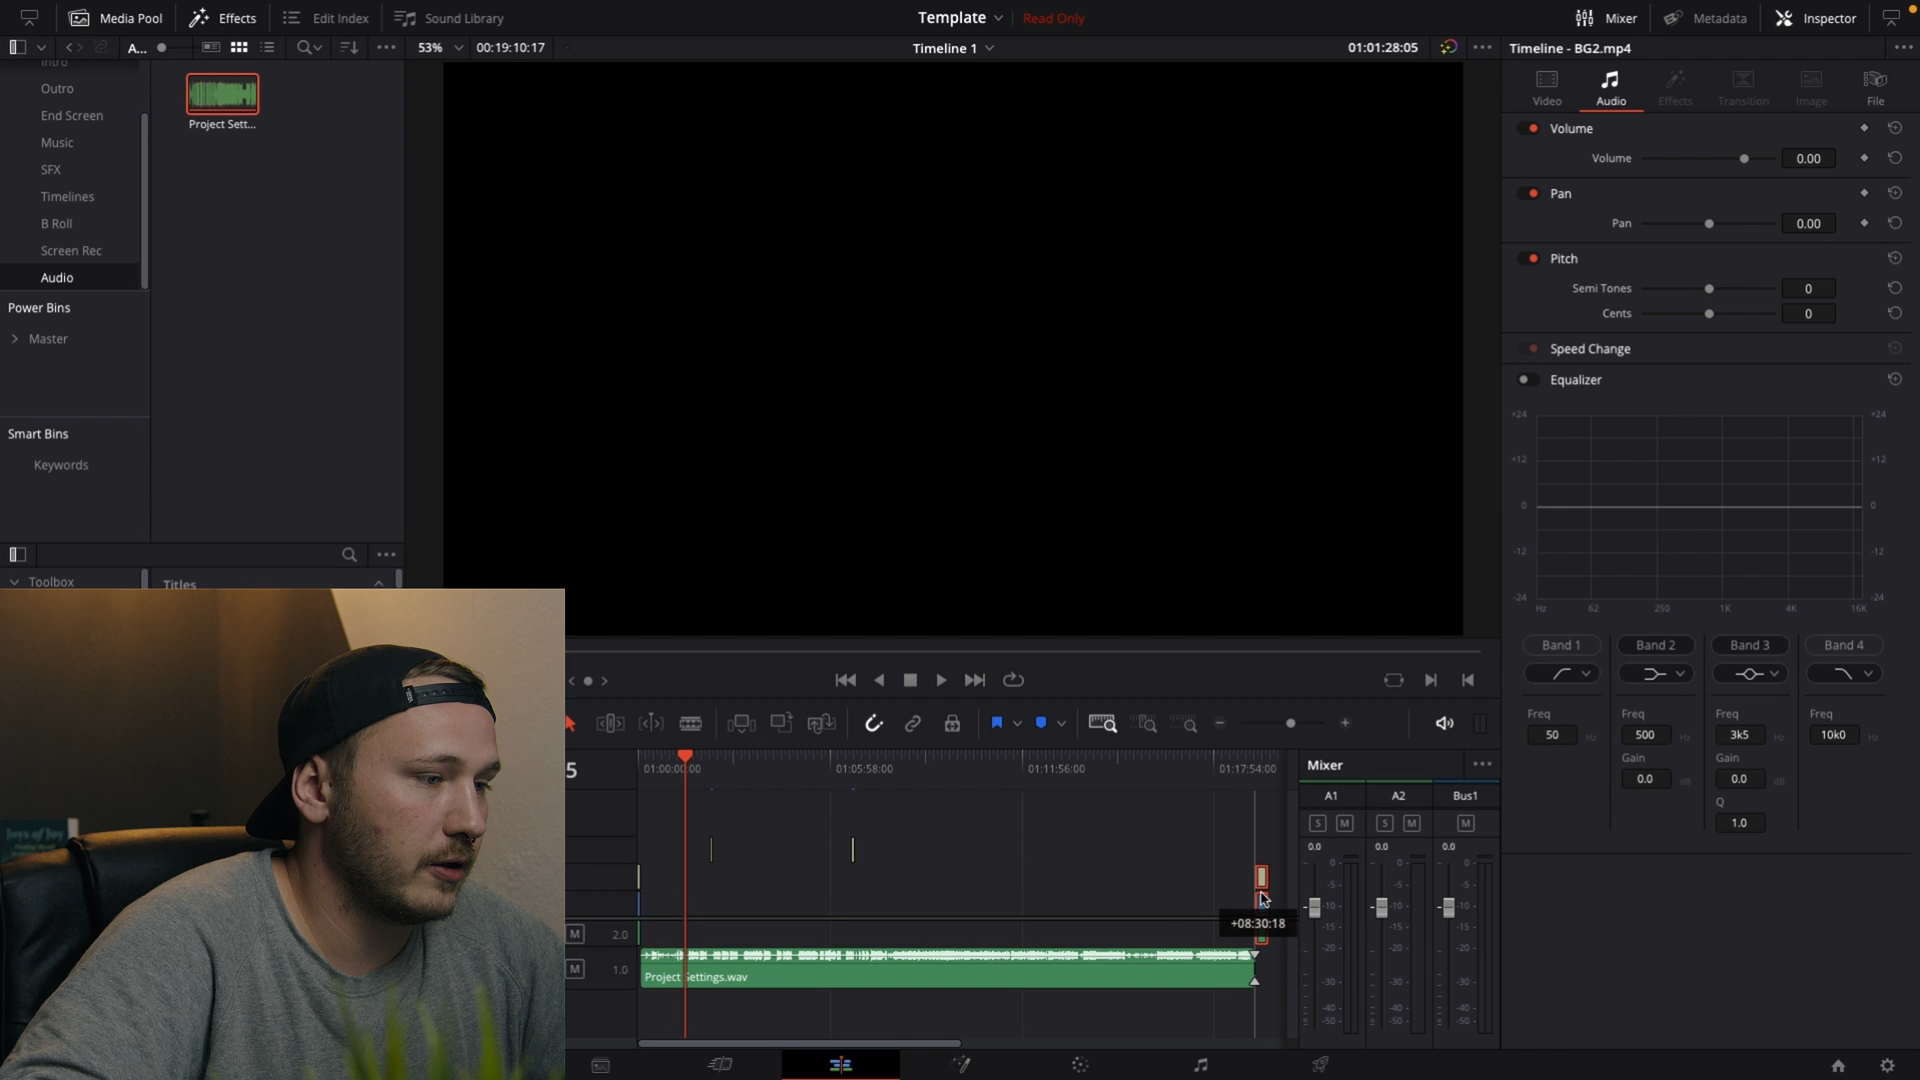 Media Pool
Effects
Edit Index
Sound Library
Template
Read Only
Mixer
Metadata
Inspector
A...
53%
00:19:10:17
Timeline 1
01:01:28:05
Timeline - BG2.mp4
Intro
Outro
End Screen
Music
SFX
Timelines
B Roll
Screen Rec
Audio
Power Bins
Master
Smart Bins
Keywords
Project Sett...
Toolbox
Titles
Video
Audio
Effects
Transition
Image
File
Volume
Volume
0.00
Pan
Pan
0.00
Pitch
Semi Tones
0
Cents
0
Speed Change
Equalizer
+24
+24
+12
+12
0
0
-12
-12
-24
-24
Hz
62
250
1K
4K
16K
Band 1
Band 2
Band 3
Band 4
Freq
Freq
Freq
Freq
50
Hz
500
Hz
3k5
Hz
10k0
Hz
Gain
Gain
0.0
dB
0.0
dB
Q
1.0
5
01:00:00:00
01:05:58:00
01:11:56:00
01:17:54:00
+08:30:18
M
2.0
M
1.0
Project Settings.wav
Mixer
A1
A2
Bus1
S
M
S
M
M
0.0
0.0
0.0
0-
0-
0-
-5-
-5-
-5-
-10-
-10-
-10-
-15-
-15-
-15-
-20-
-20-
-20-
-30-
-30-
-30-
-40-
-40-
-40-
-50-
-50-
-50-
Joys of Joy